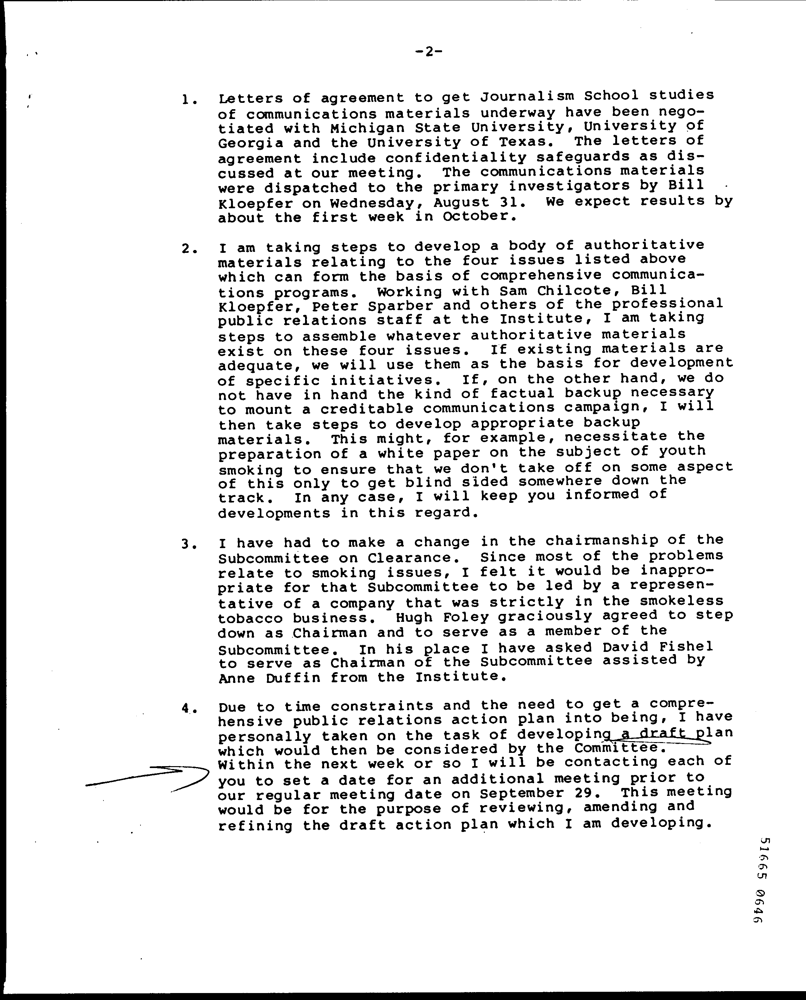 -2-
1. Letters of agreement to get Journalism School studies
of communications materials underway have been nego-
tiated with Michigan State University, University of
Georgia and the University of Texas. The letters of
agreement include confidentiality safeguards as dis-
cussed at our meeting. The communications materials
were dispatched to the primary investigators by Bill
Kloepfer on Wednesday, August 31. We expect results by
about the first week in October.
2. I am taking steps to develop a body of authoritative
materials relating to the four issues listed above
which can form the basis of comprehensive communica-
tions programs. Working with Sam Chilcote, Bill
Kloepfer, Peter Sparber and others of the professional
public relations staff at the Institute, I am taking
steps to assemble whatever authoritative materials
exist on these four issues. If existing materials are
adequate, we will use them as the basis for development
of specific initiatives. If, on the other hand, we do
not have in hand the kind of factual backup necessary
to mount a creditable communications campaign, I will
then take steps to develop appropriate backup
materials. This might, for example, necessitate the
preparation of a white paper on the subject of youth
smoking to ensure that we don't take off on some aspect
of this only to get blind sided somewhere down the
track. In any case, I will keep you informed of
developments in this regard.
3. I have had to make a change in the chairmanship of the
Subcommittee on Clearance. Since most of the problems
relate to smoking issues, I felt it would be inappro-
priate for that Subcommittee to be led by a represen-
tative of a company that was strictly in the smokeless
tobacco business. Hugh Foley graciously agreed to step
down as Chairman and to serve as a member of the
Subcommittee. In his place I have asked David Fishel
to serve as Chairman of the Subcommittee assisted by
Anne Duffin from the Institute.
4. Due to time constraints and the need to get a compre-
hensive public relations action plan into being, I have
personally taken on the task of developing a draft plan
which would then be considered by the Committee.
Within the next week or so I will be contacting each of
you to set a date for an additional meeting prior to
our regular meeting date on September 29. This meeting
would be for the purpose of reviewing, amending and
refining the draft action plan which I am developing.
51665 0646